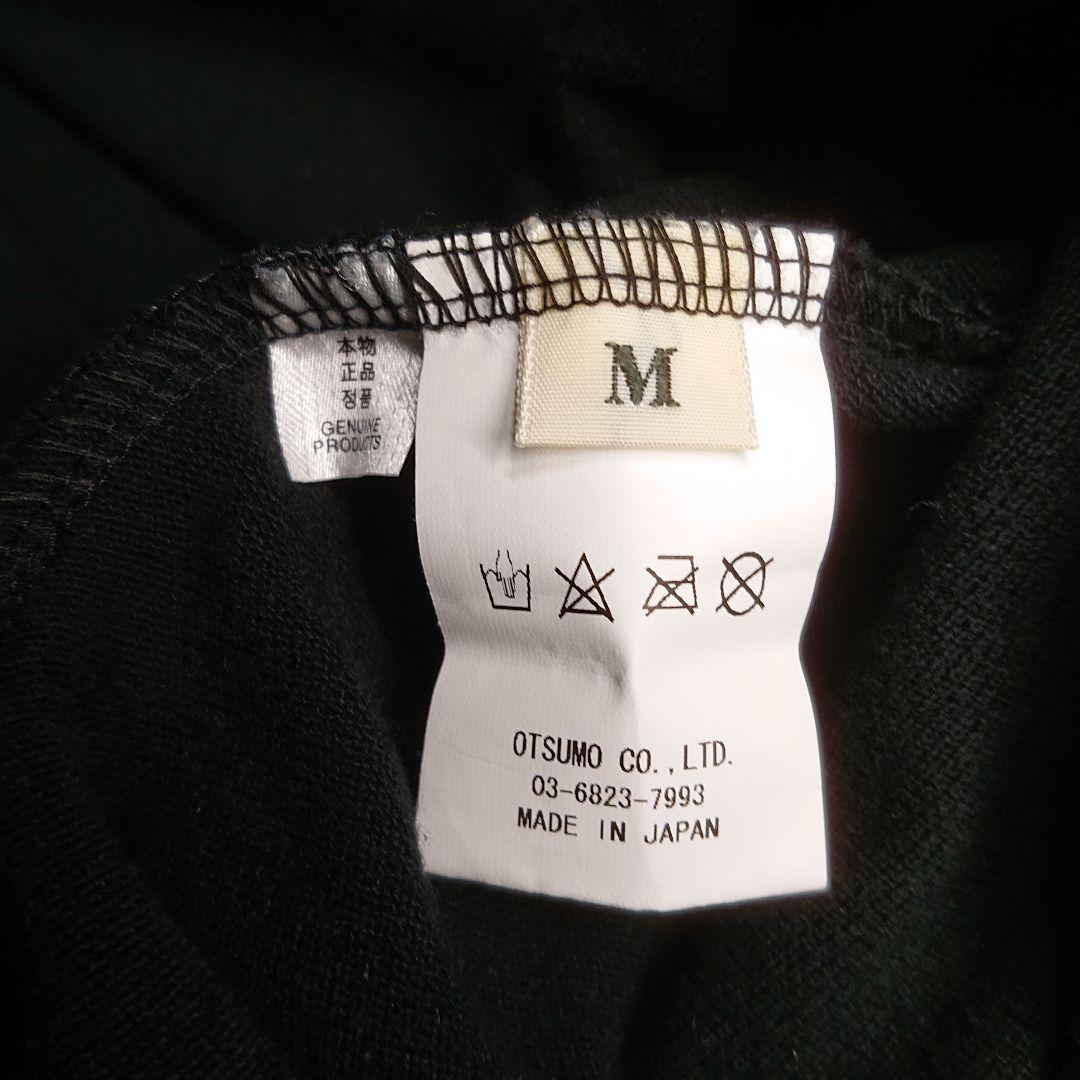 本物
正品
정품
GENUINE
PRODUCTS
M
OTSUMO CO.,LTD.
03-6823-7993
MADE IN JAPAN